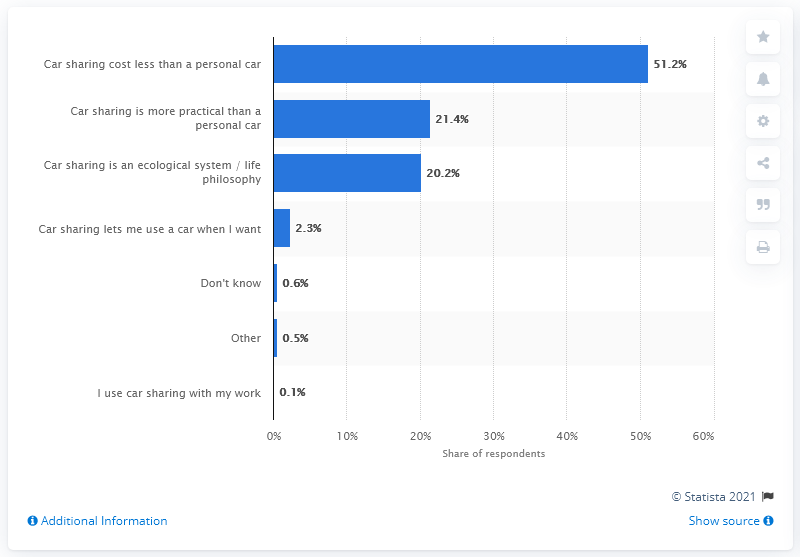 Car sharing cost less than a personal car
51.2%
Car sharing is more practical than a
personal car
21.4%
Car sharing is an ecological system / life
philosophy
20.2%
Car sharing lets me use a car when I want
2.3%
Don't know
0.6%
Other
0.5%
I use car sharing with my work
0.1%
0% 10% 20% 30% 40% 50% 60%
Share of respondents
© Statista 2021
Additional Information
Show source